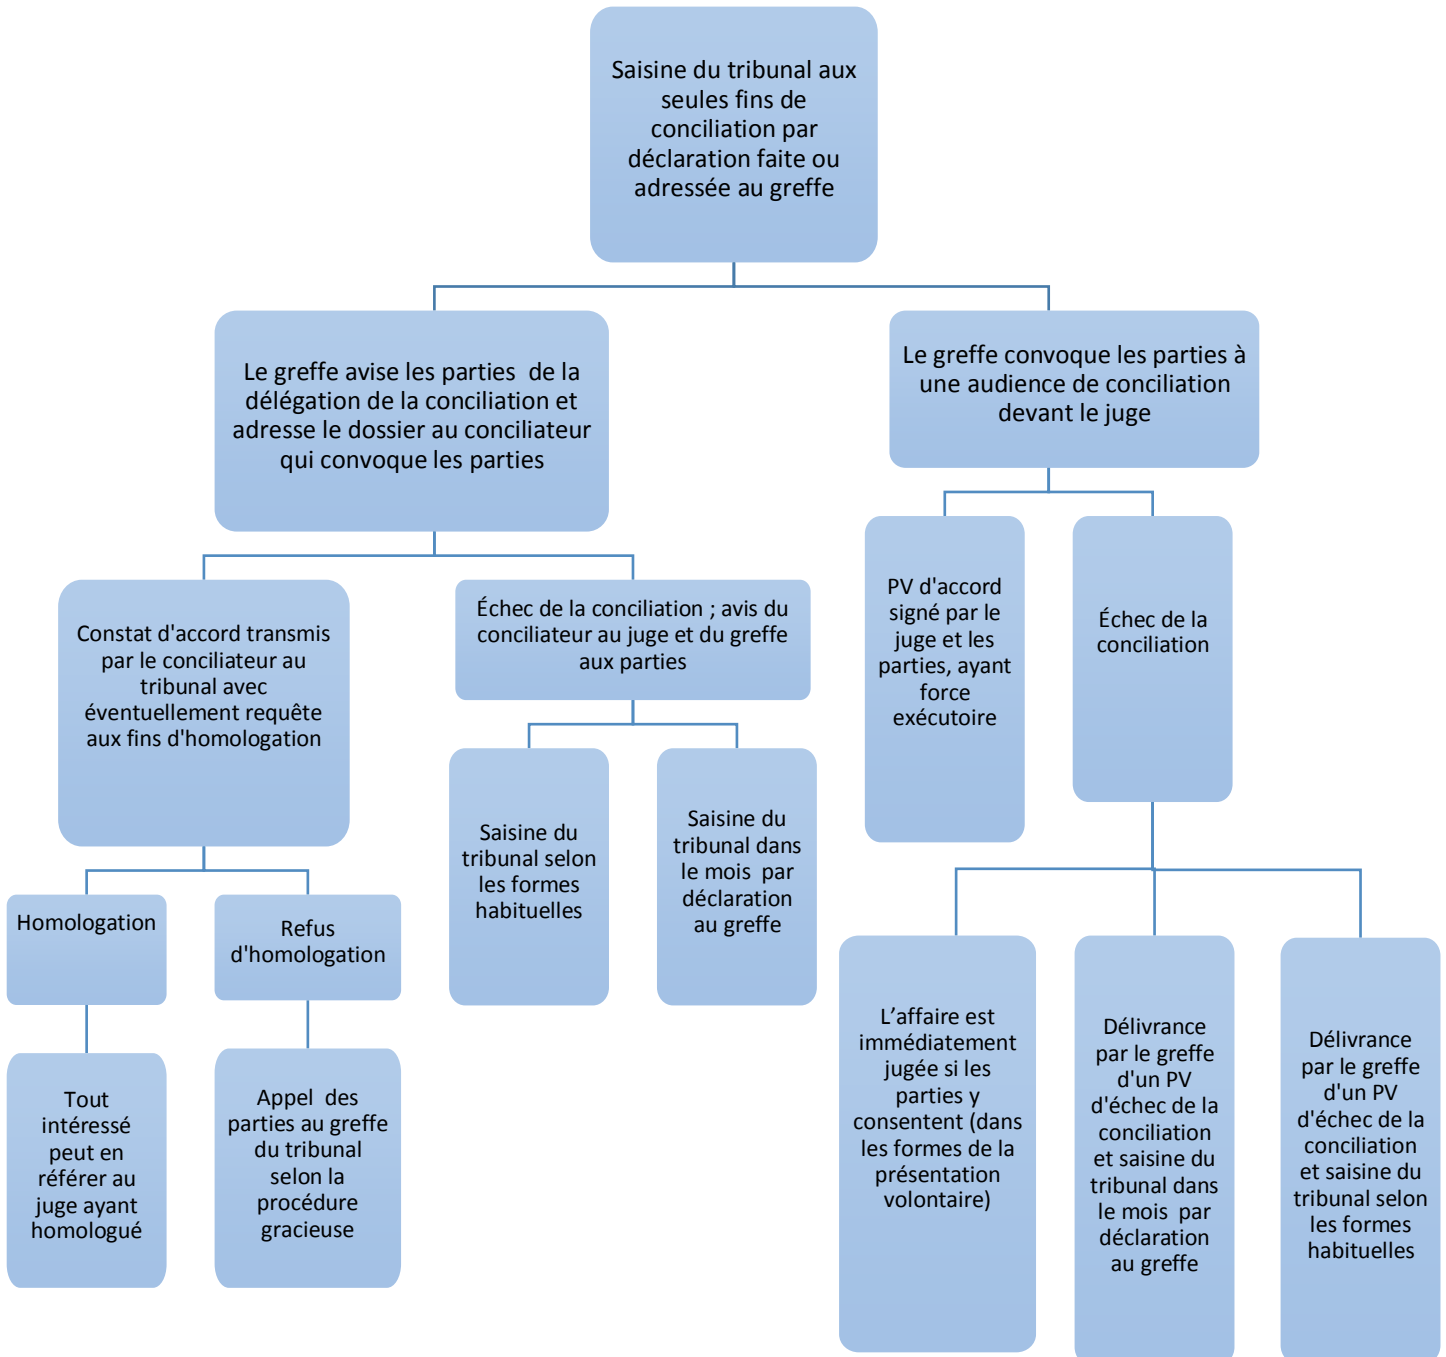 Saisine du tribunal aux
seules fins de
conciliation par
déclaration faite ou
adressée au greffe
Le greffe avise les parties de la
délégation de la conciliation et
adresse le dossier au conciliateur
qui convoque les parties
Le greffe convoque les parties à
une audience de conciliation
devant le juge
Constat d'accord transmis
par le conciliateur au
tribunal avec
éventuellement requête
aux fins d'homologation
Échec de la conciliation ; avis du
conciliateur au juge et du greffe
aux parties
PV d'accord
signé par le
juge et les
parties, ayant
force
exécutoire
Échec de la
conciliation
Homologation
Refus
d'homologation
Saisine du
tribunal selon
les formes
habituelles
Saisine du
tribunal dans
le mois par
déclaration
au greffe
Tout
intéressé
peut en
référer au
juge ayant
homologué
Appel des
parties au greffe
du tribunal
selon la
procédure
gracieuse
L’affaire est
immédiatement
jugée si les
parties y
consentent (dans
les formes de la
présentation
volontaire)
Délivrance
par le greffe
d'un PV
d'échec de la
conciliation
et saisine du
tribunal dans
le mois par
déclaration
au greffe
Délivrance
par le greffe
d'un PV
d'échec de la
conciliation
et saisine du
tribunal selon
les formes
habituelles